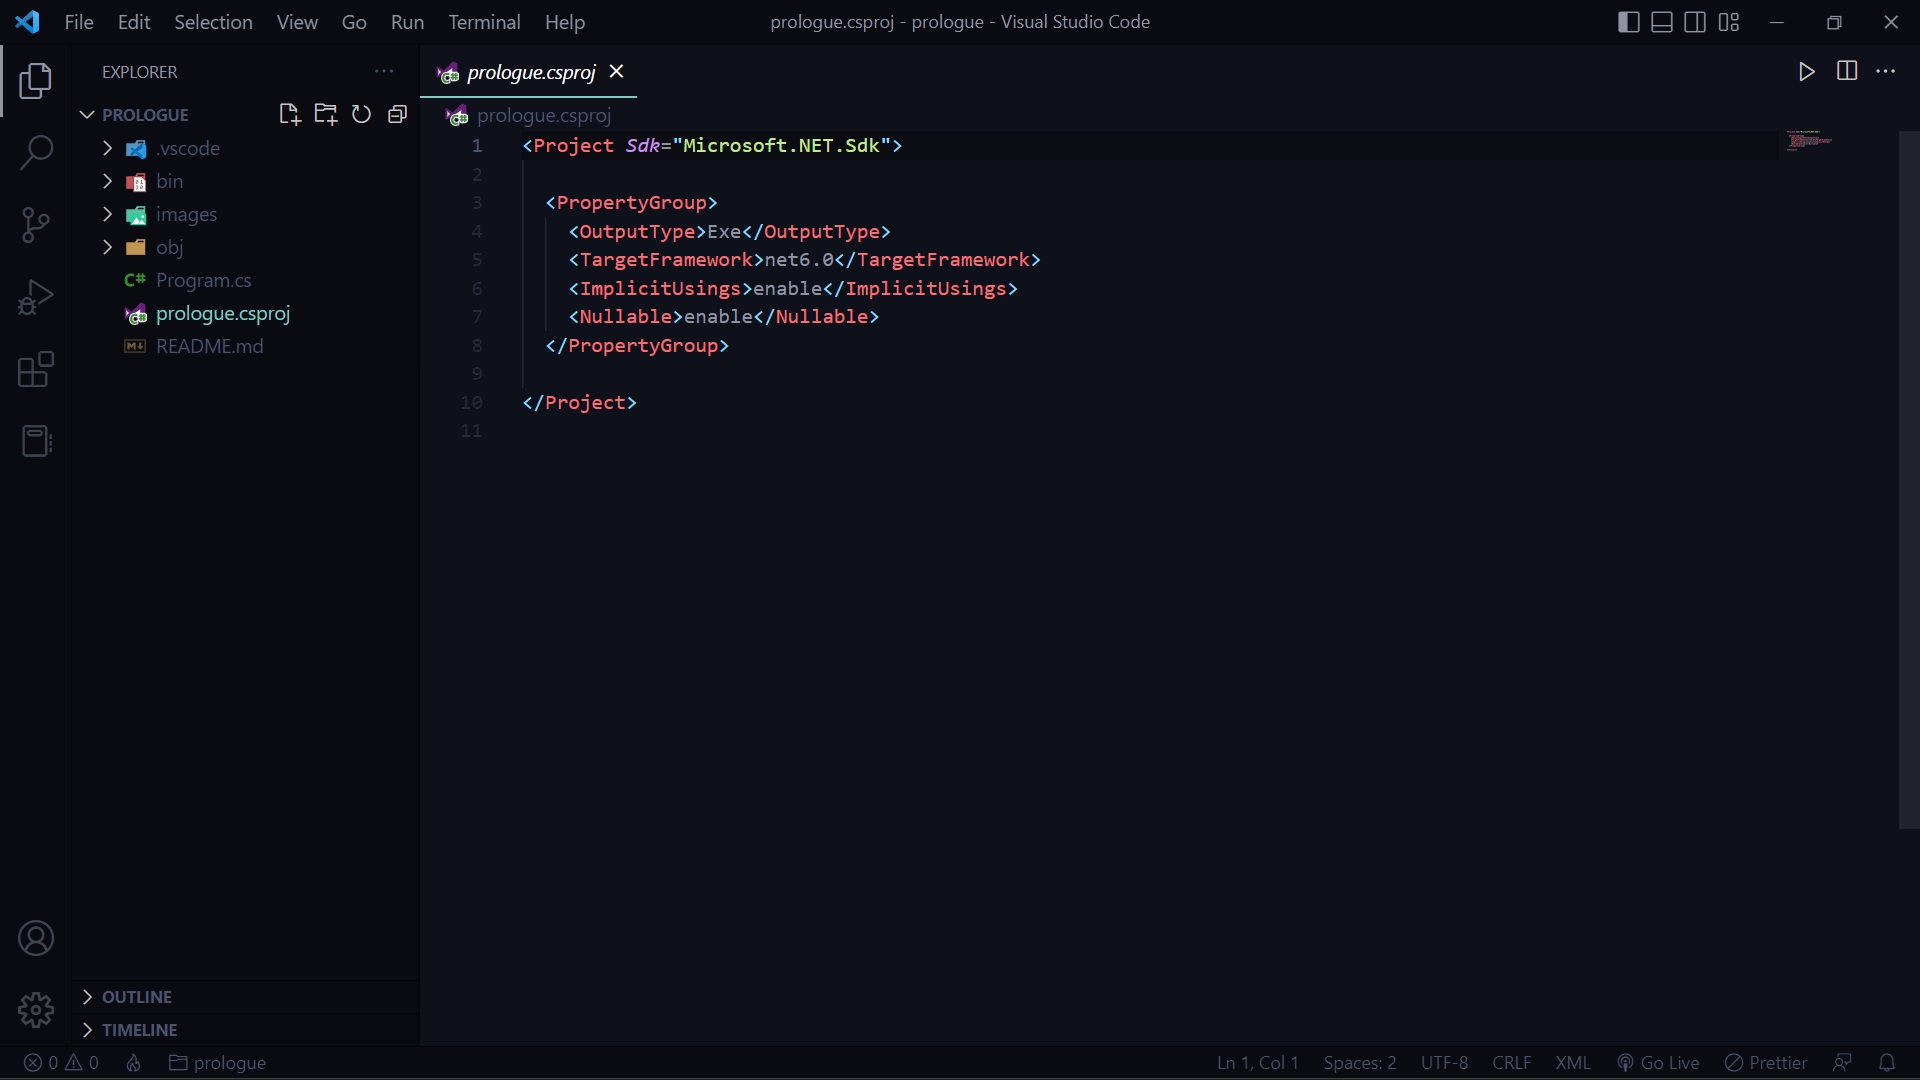 File Edit Selection View Go Run Terminal Help prologue.csproj - prologue - Visual Studio Code
EXPLORER
PROLOGUE
.vscode
bin
images
obj
C# Program.cs
prologue.csproj
README.md
OUTLINE
TIMELINE
prologue.csproj
prologue.csproj
1 <Project Sdk="Microsoft.NET.Sdk">
2
3 <PropertyGroup>
4 <OutputType>Exe</OutputType>
5 <TargetFramework>net6.0</TargetFramework>
6 <ImplicitUsings>enable</ImplicitUsings>
7 <Nullable>enable</Nullable>
8 </PropertyGroup>
9
10 </Project>
11
0 0 prologue Ln 1, Col 1 Spaces: 2 UTF-8 CRLF XML Go Live Prettier